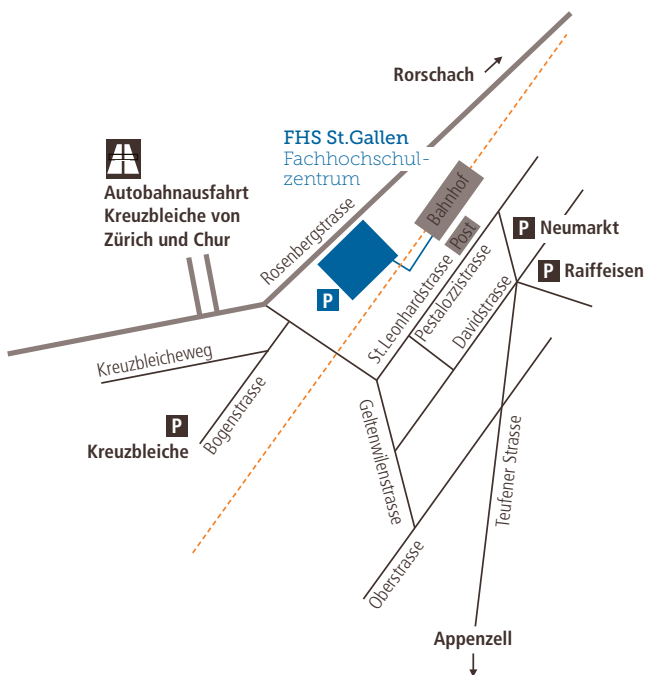 Rorschach
FHS St.Gallen
Fachhochschul-
zentrum
Autobahnausfahrt
Kreuzbleiche von
Zürich und Chur
Bahnhof
Post
Rosenbergstrasse
P Neumarkt
P Raiffeisen
P
St.Leonhardstrasse
Pestalozzistrasse
Davidstrasse
Kreuzbleicheweg
Bogenstrasse
P
Kreuzbleiche
Geltenwilenstrasse
Teufener Strasse
Oberstrasse
Appenzell